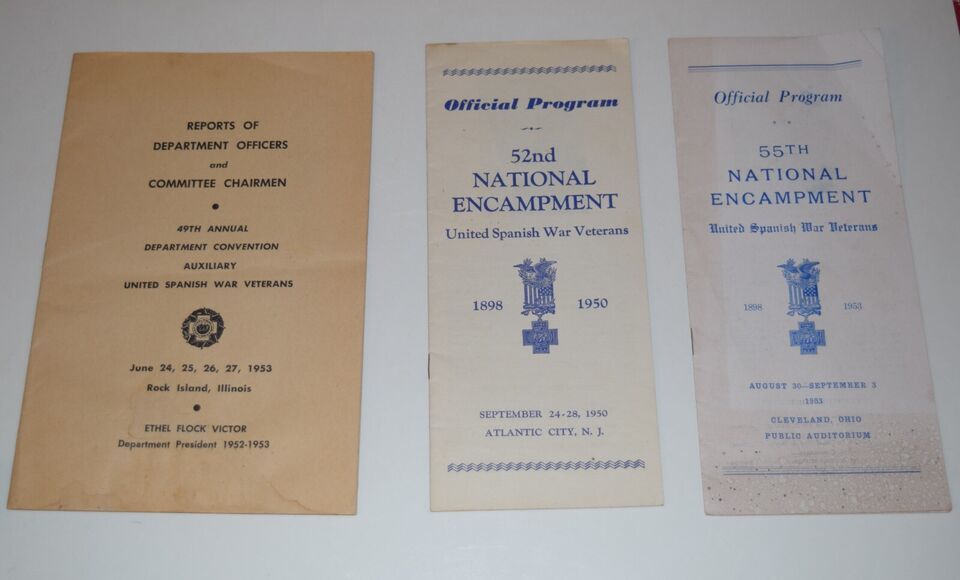 REPORTS OF
DEPARTMENT OFFICERS
and
COMMITTEE CHAIRMEN
49TH ANNUAL
DEPARTMENT CONVENTION
AUXILIARY
UNITED SPANISH WAR VETERANS
June 24, 25, 26, 27, 1953
Rock Island, Illinois
ETHEL FLOCK VICTOR
Department President 1952-1953
Official Program
52nd
NATIONAL
ENCAMPMENT
United Spanish War Veterans
1898 1950
SEPTEMBER 24-28, 1950
ATLANTIC CITY, N. J.
Official Program
55TH
NATIONAL
ENCAMPMENT
United Spanish War Veterans
1898 1953
AUGUST 30—SEPTEMBER 3
1953
CLEVELAND, OHIO
PUBLIC AUDITORIUM